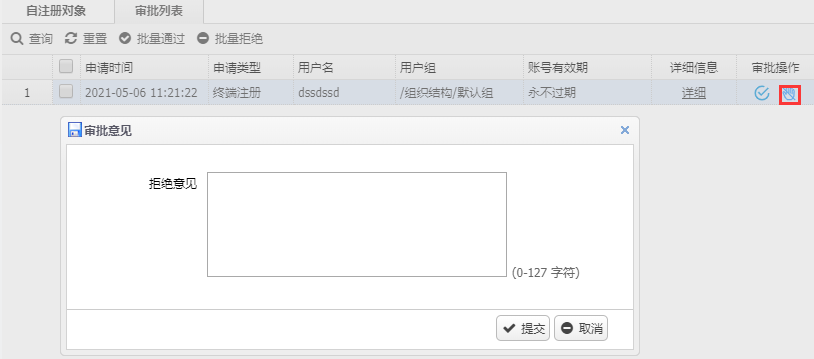 自注册对象 审批列表
查询 重置 批量通过 批量拒绝
申请时间 申请类型 用户名 用户组 账号有效期 详细信息 审批操作
1 2021-05-06 11:21:22 终端注册 dssdssd /组织结构/默认组 永不过期 详细
审批意见
拒绝意见
(0-127 字符)
提交 取消